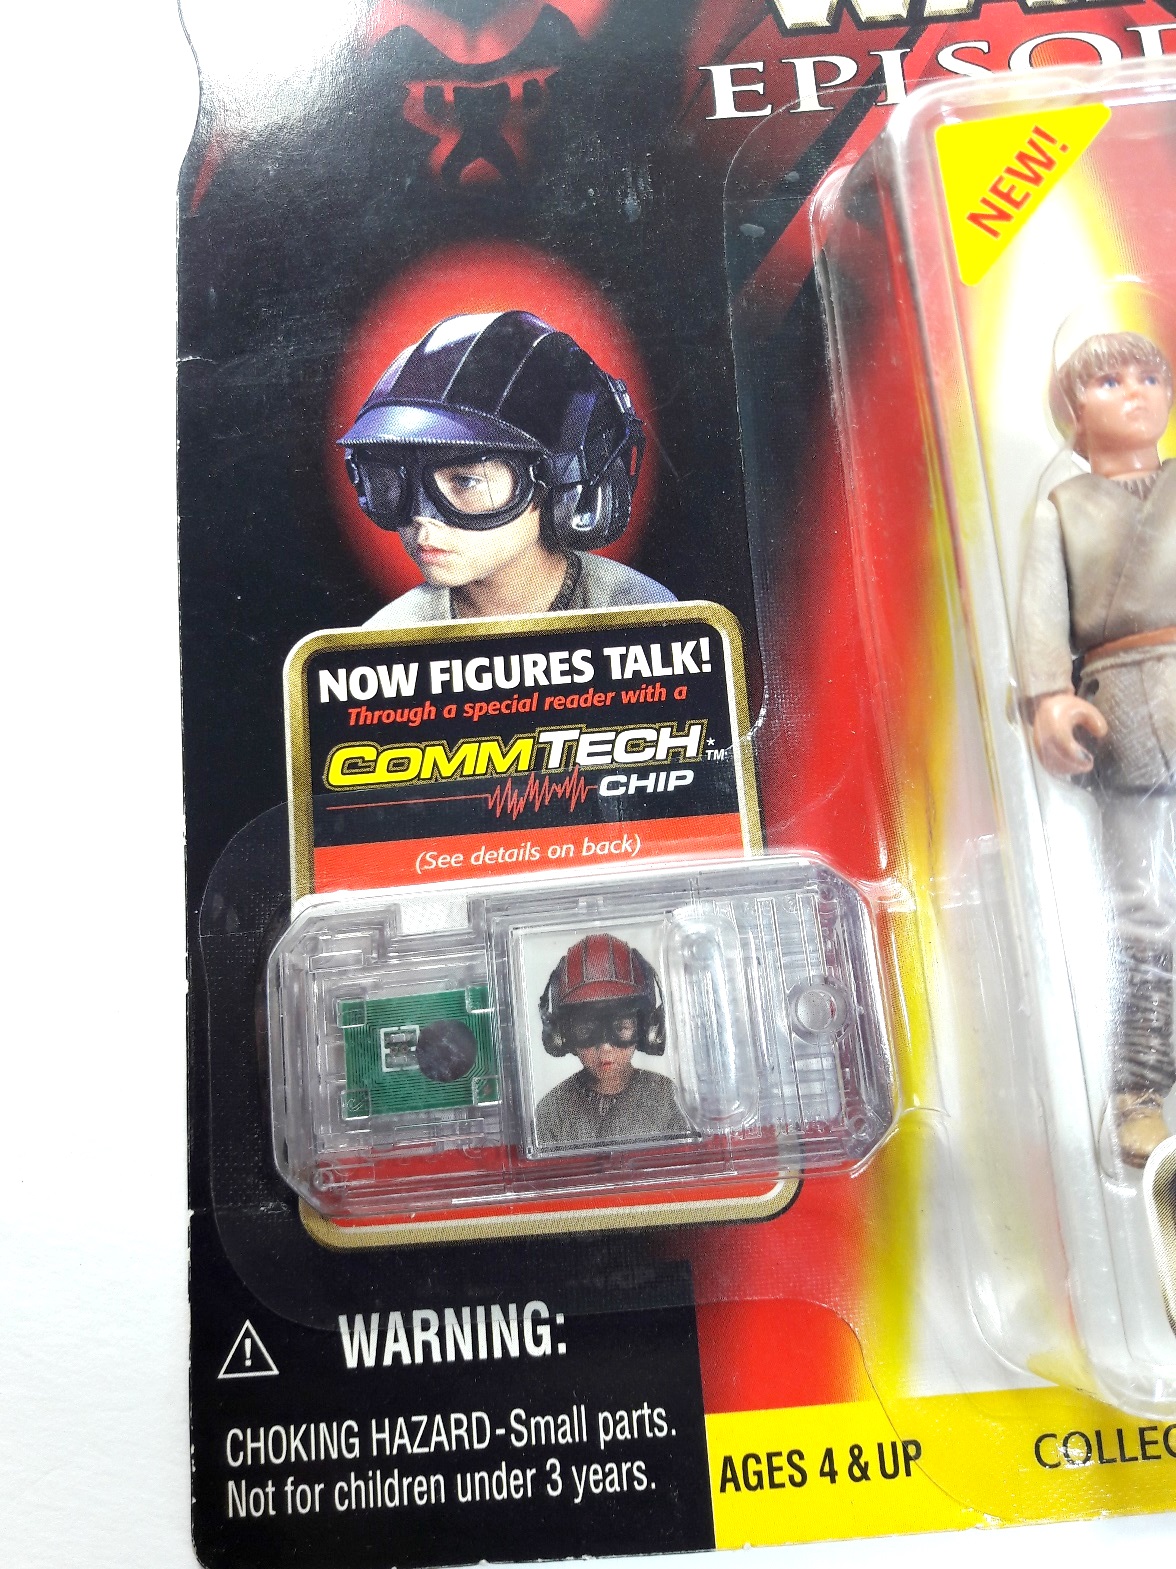 EPISO
NEW!
NOW FIGURES TALK!
Through a special reader with a
COMMTECH*™
CHIP
(See details on back)
WARNING:
CHOKING HAZARD-Small parts.
Not for children under 3 years.
AGES 4 & UP
COLLEC